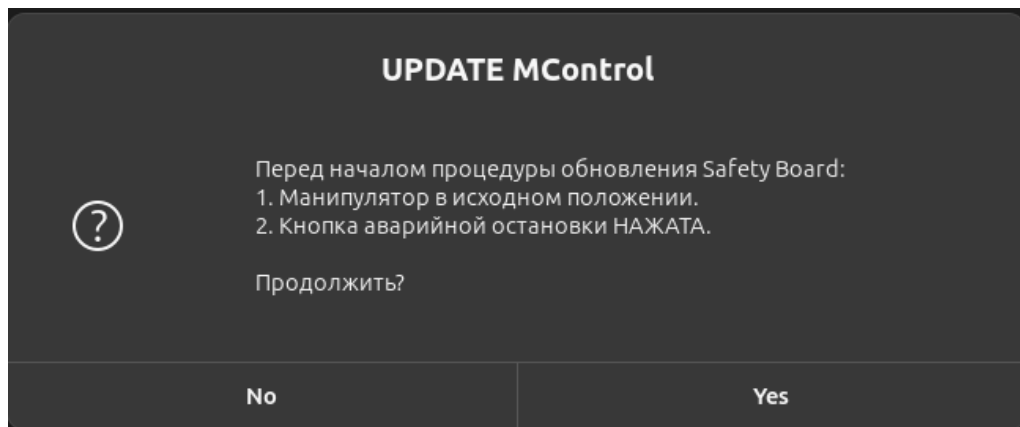 UPDATE MControl
Перед началом процедуры обновления Safety Board:
1. Манипулятор в исходном положении.
2. Кнопка аварийной остановки НАЖАТА.
Продолжить?
?
No
Yes